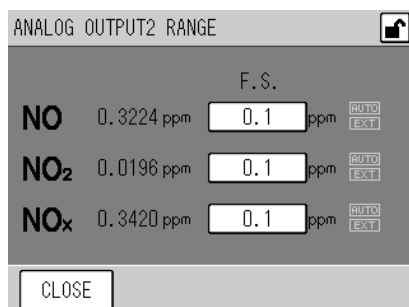 ANALOG OUTPUT2 RANGE
F.S.
NO 0.3224 ppm 0.1 ppm AUTO EXT
NO₂ 0.0196 ppm 0.1 ppm AUTO EXT
NOx 0.3420 ppm 0.1 ppm AUTO EXT
CLOSE